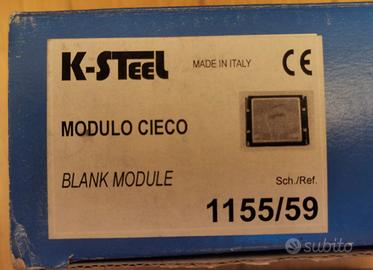 K-STEEL
MADE IN ITALY
CE
MODULO CIECO
BLANK MODULE
Sch./Ref.
1155/59
subito